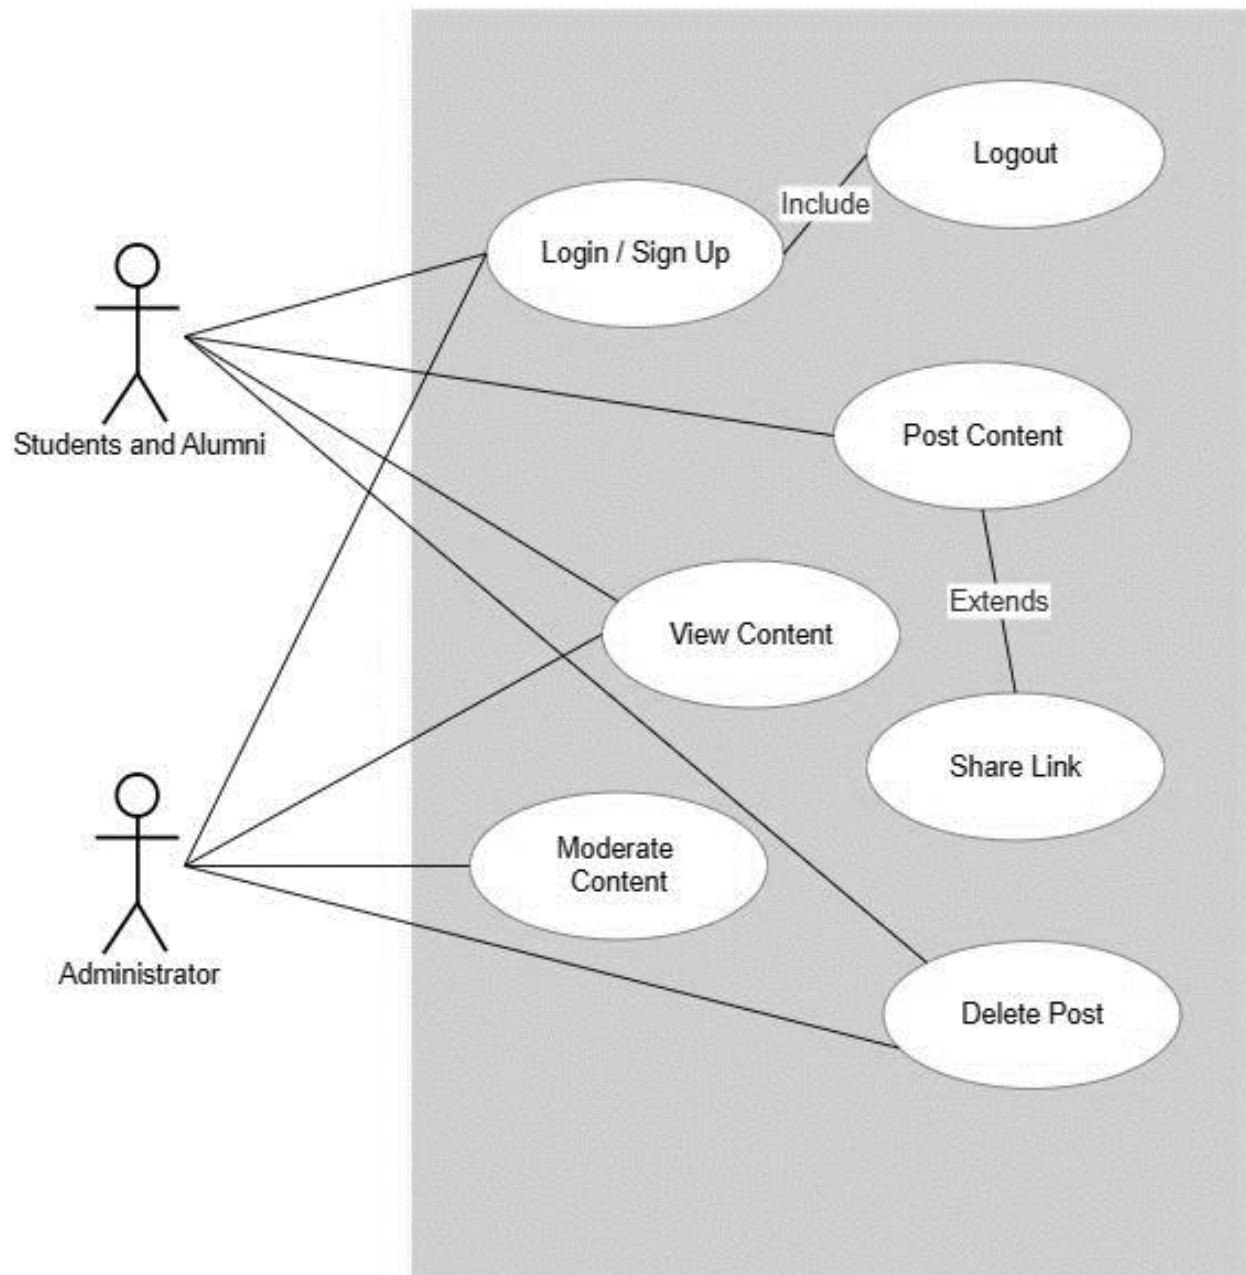 Logout
Include
Login / Sign Up
Students and Alumni
Post Content
Extends
View Content
Share Link
Moderate
Content
Administrator
Delete Post